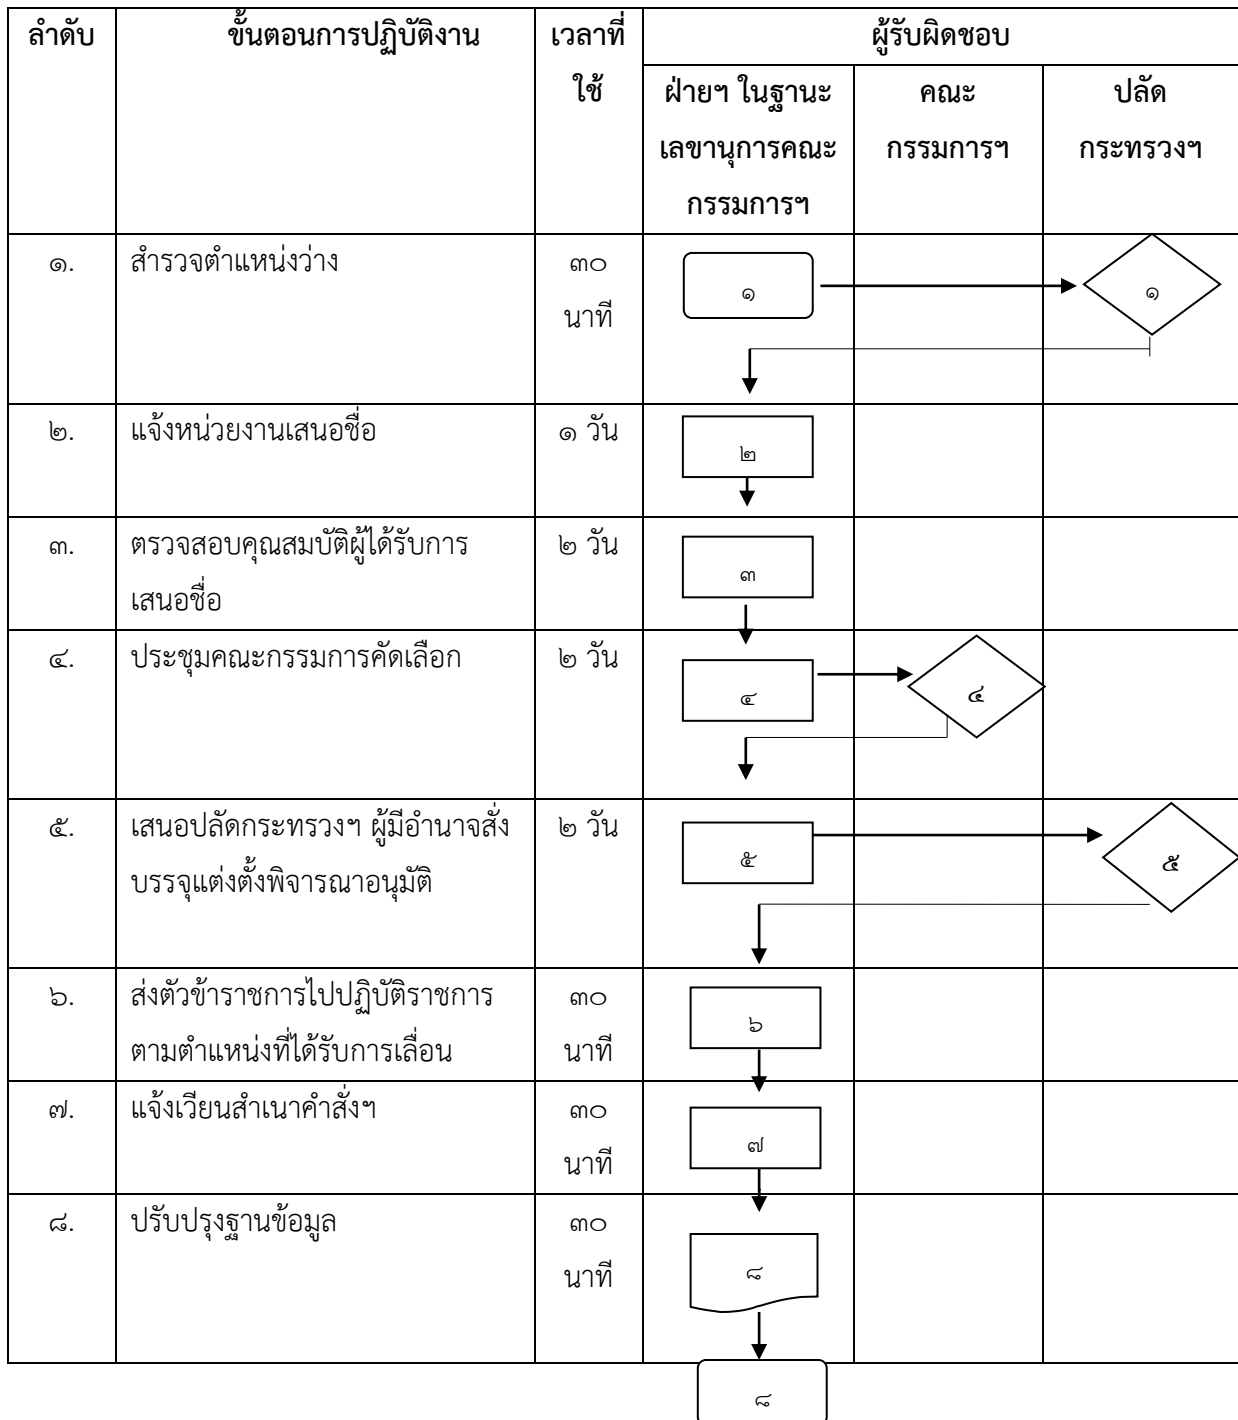 ลำดับ ขั้นตอนการปฏิบัติงาน เวลาที่ใช้ ผู้รับผิดชอบ
ฝ่ายฯ ในฐานะ คณะ ปลัด
เลขานุการคณะ กรรมการฯ กระทรวงฯ
กรรมการฯ
๑. สำรวจตำแหน่งว่าง ๓๐ ๑ ๑
นาที
๒. แจ้งหน่วยงานเสนอชื่อ ๑ วัน ๒
๓. ตรวจสอบคุณสมบัติผู้ได้รับการ ๒ วัน ๓
เสนอชื่อ
๔. ประชุมคณะกรรมการคัดเลือก ๒ วัน ๔ ๔
๕. เสนอปลัดกระทรวงฯ ผู้มีอำนาจสั่ง ๒ วัน ๕ ๕
บรรจุแต่งตั้งพิจารณาอนุมัติ
๖. ส่งตัวข้าราชการไปปฏิบัติราชการ ๓๐ ๖
ตามตำแหน่งที่ได้รับการเลื่อน นาที
๗. แจ้งเวียนสำเนาคำสั่งฯ ๓๐ ๗
นาที
๘. ปรับปรุงฐานข้อมูล ๓๐ ๘
นาที
๘